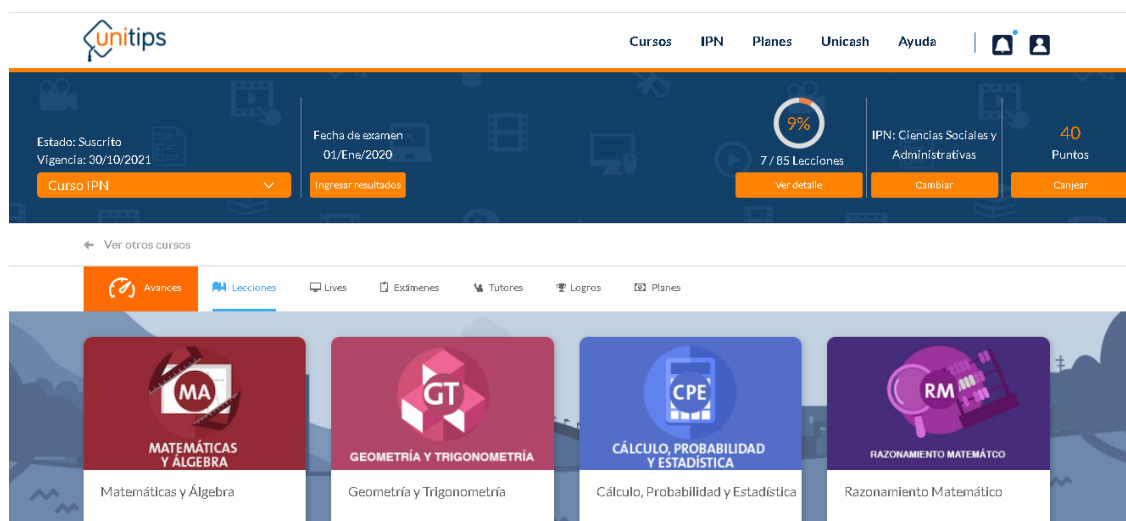 unitips
Cursos IPN Planes Unicash Ayuda
Estado: Suscrito
Vigencia: 30/10/2021
Curso IPN
Fecha de examen
01/Ene/2020
Ingresar resultados
9%
7 / 85 Lecciones
Ver detalle
IPN: Ciencias Sociales y
Administrativas
Cambiar
40
Puntos
Canjear
Ver otros cursos
Avances Lecciones Lives Exámenes Tutores Logros Planes
MA
MATEMÁTICAS
Y ÁLGEBRA
Matemáticas y Álgebra
GT
GEOMETRÍA Y TRIGONOMETRÍA
Geometría y Trigonometría
CPE
CÁLCULO, PROBABILIDAD
Y ESTADÍSTICA
Cálculo, Probabilidad y Estadística
RM
RAZONAMIENTO MATEMÁTCO
Razonamiento Matemático